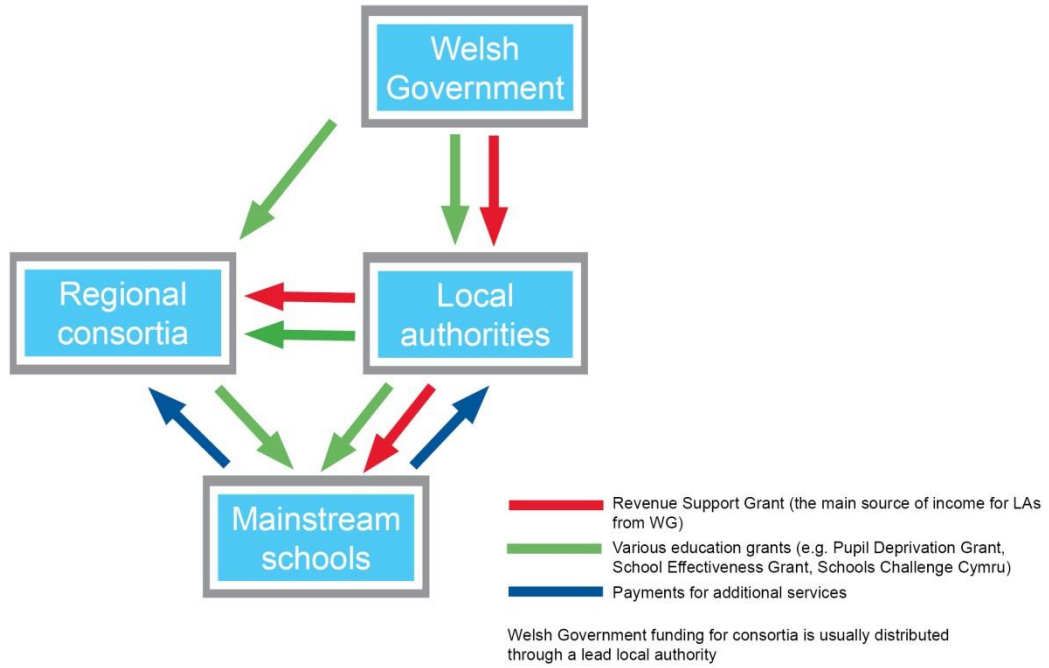 Welsh
Government
Regional
consortia
Local
authorities
Mainstream
schools
Revenue Support Grant (the main source of income for LAs
from WG)
Various education grants (e.g. Pupil Deprivation Grant,
School Effectiveness Grant, Schools Challenge Cymru)
Payments for additional services
Welsh Government funding for consortia is usually distributed
through a lead local authority